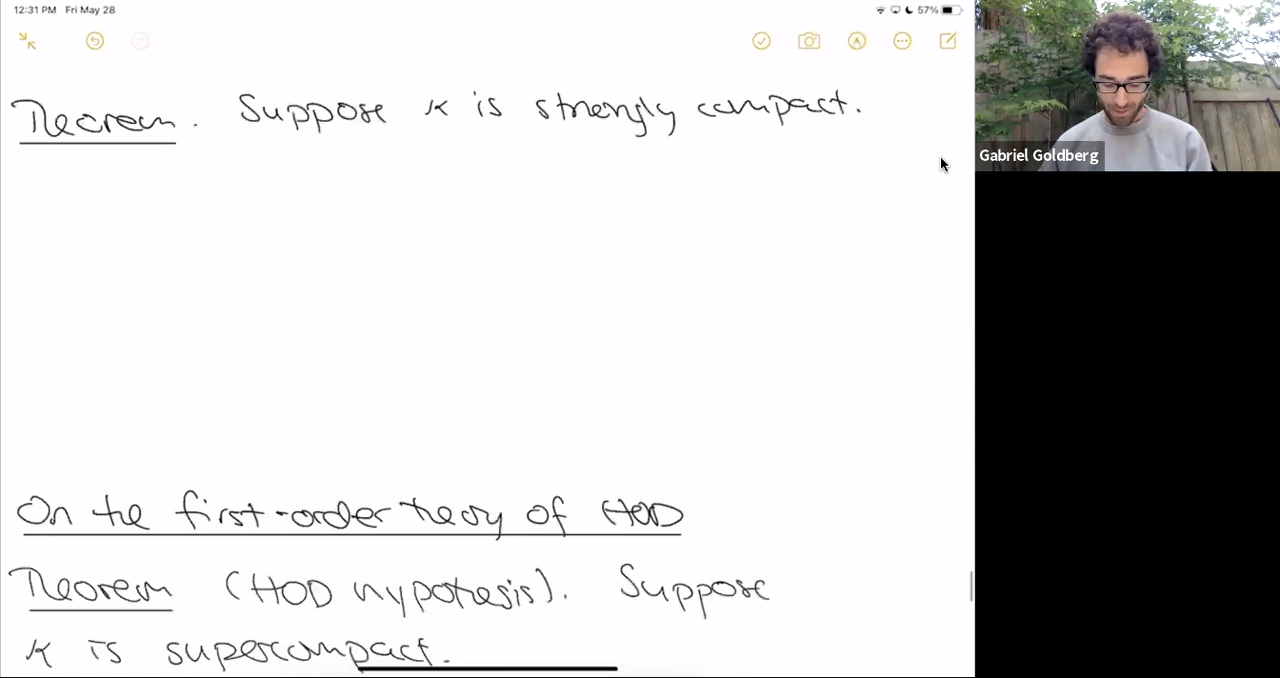 12:31 PM Fri May 28
57%
Theorem. Suppose κ is strongly compact.
Gabriel Goldberg
On the first-order theory of HOD
Theorem (HOD hypothesis). Suppose
κ is supercompact.